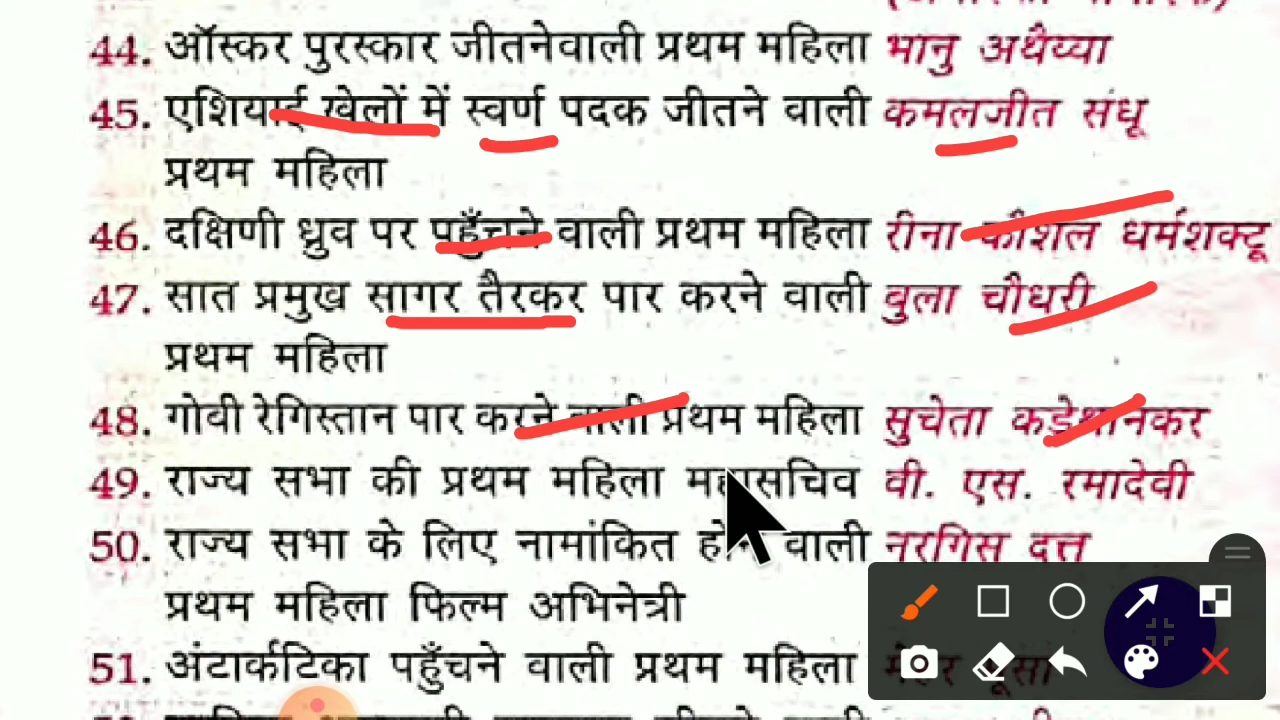 44. ऑस्कर पुरस्कार जीतनेवाली प्रथम महिला भानु अथैय्या
45. एशियाई खेलों में स्वर्ण पदक जीतने वाली कमलजीत संधू
प्रथम महिला
46. दक्षिणी ध्रुव पर पहुँचने वाली प्रथम महिला रीना कौशल धर्मशक्टू
47. सात प्रमुख सागर तैरकर पार करने वाली बुला चौधरी
प्रथम महिला
48. गोवी रेगिस्तान पार करने वाली प्रथम महिला सुचेता कडेथानकर
49. राज्य सभा की प्रथम महिला महासचिव वी. एस. रमादेवी
50. राज्य सभा के लिए नामांकित होने वाली नरगिस दत्त
प्रथम महिला फिल्म अभिनेत्री
51. अंटार्कटिका पहुँचने वाली प्रथम महिला